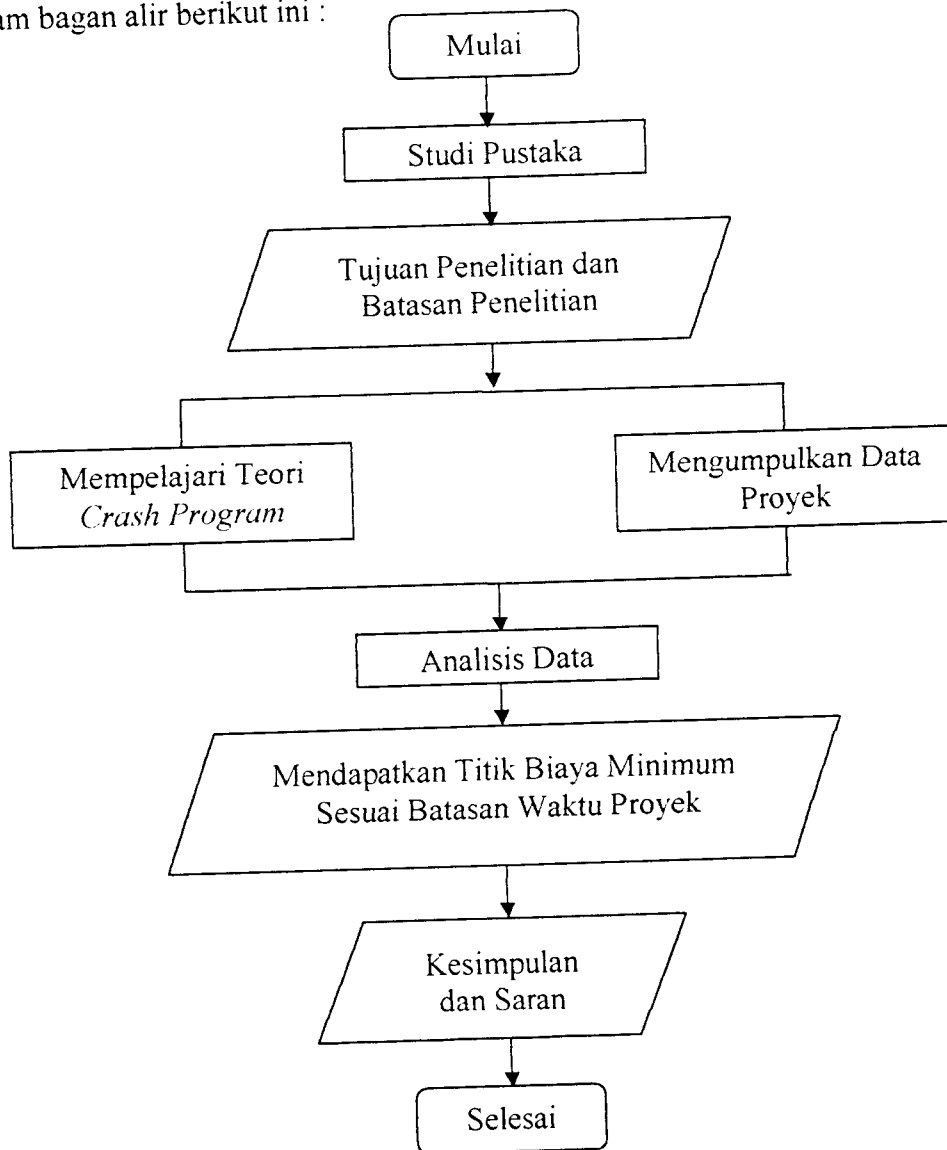 am bagan alir berikut ini :
Mulai
Studi Pustaka
Tujuan Penelitian dan
Batasan Penelitian
Mempelajari Teori
Crash Program
Mengumpulkan Data
Proyek
Analisis Data
Mendapatkan Titik Biaya Minimum
Sesuai Batasan Waktu Proyek
Kesimpulan
dan Saran
Selesai